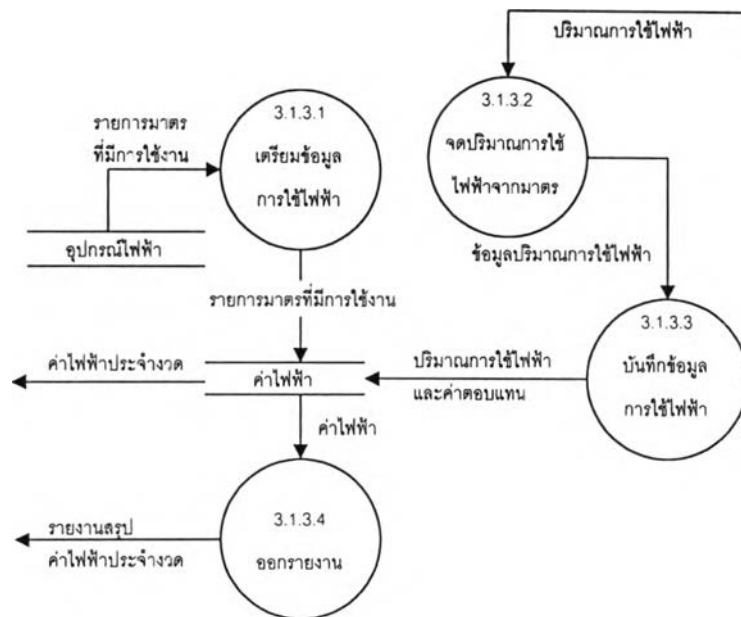 ปริมาณการใช้ไฟฟ้า
3.1.3.1
เตรียมข้อมูล
การใช้ไฟฟ้า
3.1.3.2
จดปริมาณการใช้
ไฟฟ้าจากมาตร
รายการมาตร
ที่มีการใช้งาน
อุปกรณ์ไฟฟ้า
ข้อมูลปริมาณการใช้ไฟฟ้า
รายการมาตรที่มีการใช้งาน
3.1.3.3
บันทึกข้อมูล
การใช้ไฟฟ้า
ค่าไฟฟ้าประจำงวด
ค่าไฟฟ้า
ปริมาณการใช้ไฟฟ้า
และค่าตอบแทน
ค่าไฟฟ้า
3.1.3.4
ออกรายงาน
รายงานสรุป
ค่าไฟฟ้าประจำงวด